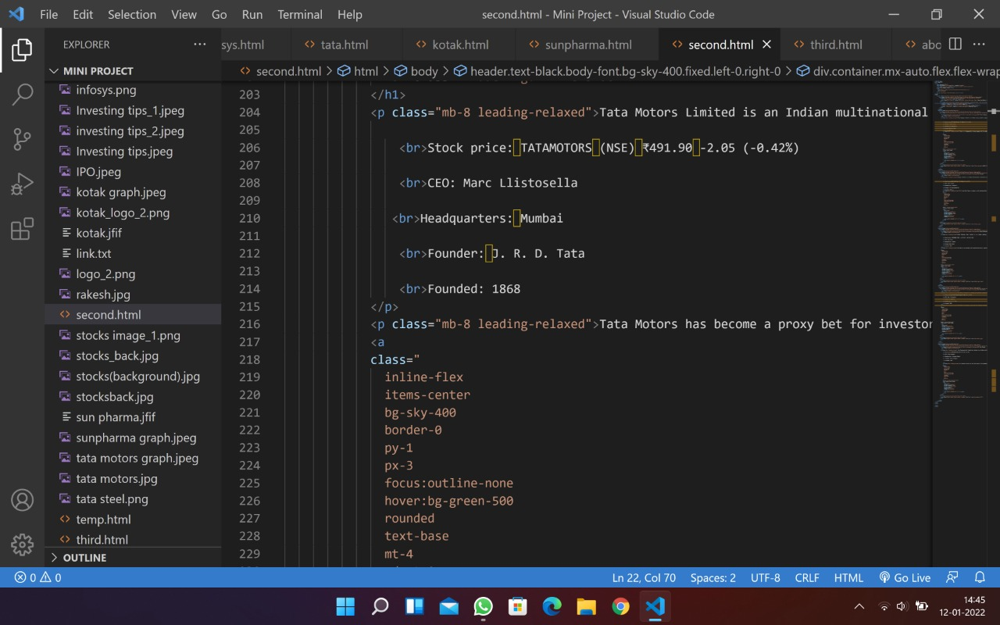 File Edit Selection View Go Run Terminal Help second.html - Mini Project - Visual Studio Code
EXPLORER
sys.html tata.html kotak.html sunpharma.html second.html third.html abo
MINI PROJECT
second.html > html > body > header.text-black.body-font.bg-sky-400.fixed.left-0.right-0 > div.container.mx-auto.flex.flex-wrap
infosys.png
Investing tips_1.jpeg
investing tips_2.jpeg
Investing tips.jpeg
IPO.jpeg
kotak graph.jpeg
kotak_logo_2.png
kotak.jfif
link.txt
logo_2.png
rakesh.jpg
second.html
stocks image_1.png
stocks_back.jpg
stocks(background).jpg
stocksback.jpg
sun pharma.jfif
sunpharma graph.jpeg
tata motors graph.jpeg
tata motors.jpg
tata steel.png
temp.html
third.html
OUTLINE
203 </h1>
204 <p class="mb-8 leading-relaxed">Tata Motors Limited is an Indian multinational
205
206 <br>Stock price: TATAMOTORS (NSE) ₹491.90 -2.05 (-0.42%)
207
208 <br>CEO: Marc Llistosella
209
210 <br>Headquarters: Mumbai
211
212 <br>Founder: J. R. D. Tata
213
214 <br>Founded: 1868
215 </p>
216 <p class="mb-8 leading-relaxed">Tata Motors has become a proxy bet for investor
217 <a
218 class="
219 inline-flex
220 items-center
221 bg-sky-400
222 border-0
223 py-1
224 px-3
225 focus:outline-none
226 hover:bg-green-500
227 rounded
228 text-base
229 mt-4
0 0 Ln 22, Col 70 Spaces: 2 UTF-8 CRLF HTML Go Live
14:45
12-01-2022